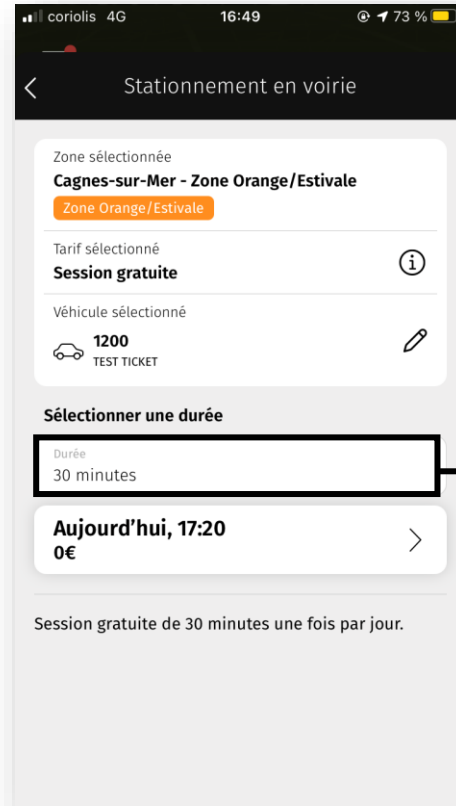 coriolis 4G 16:49 73 %
Stationnement en voirie
Zone sélectionnée
Cagnes-sur-Mer - Zone Orange/Estivale
Zone Orange/Estivale
Tarif sélectionné
Session gratuite
Véhicule sélectionné
1200
TEST TICKET
Sélectionner une durée
Durée
30 minutes
Aujourd’hui, 17:20
0€
Session gratuite de 30 minutes une fois par jour.